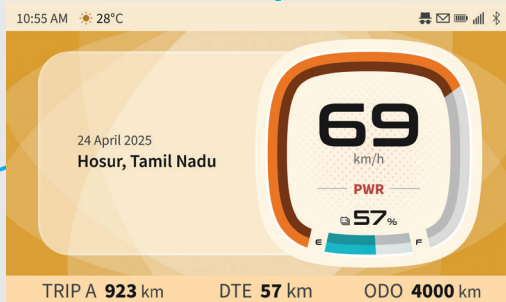 10:55 AM 28°C
24 April 2025
Hosur, Tamil Nadu
69
km/h
PWR
57%
E F
TRIP A 923 km DTE 57 km ODO 4000 km